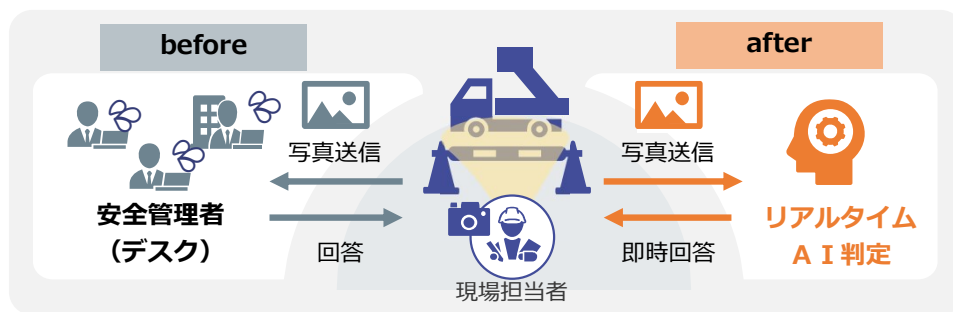 before
after
写真送信
写真送信
安全管理者
（デスク）
回答
即時回答
リアルタイム
ＡＩ判定
現場担当者